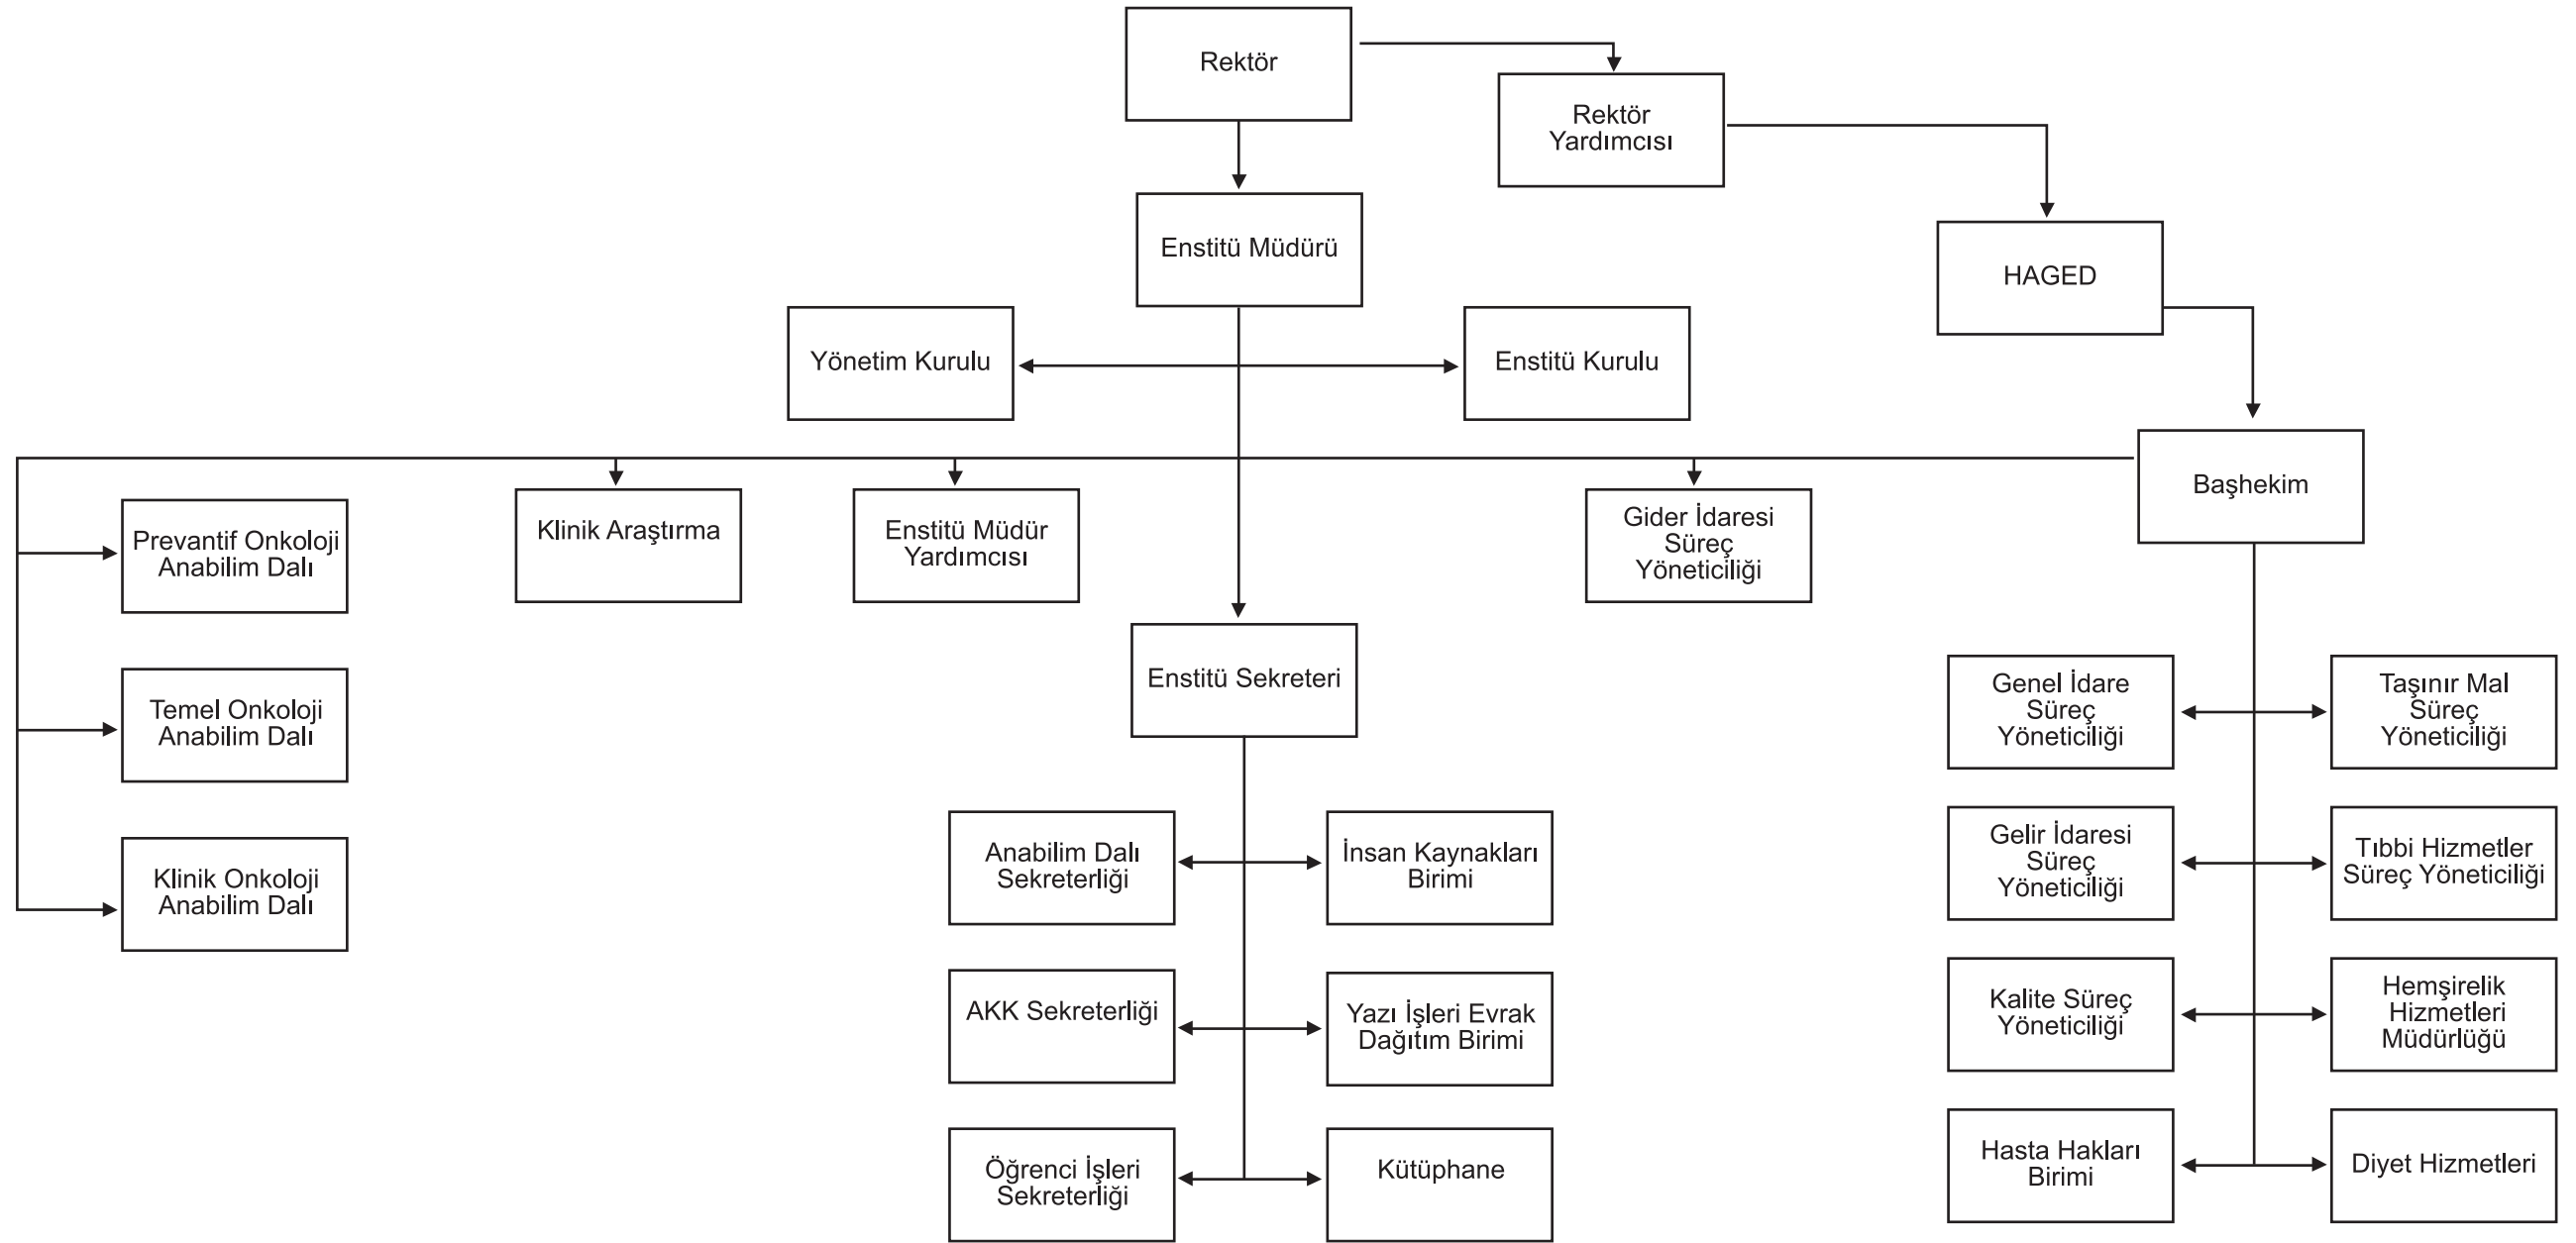 Rektör
Rektör
Yardımcısı
Enstitü Müdürü
HAGED
Yönetim Kurulu
Enstitü Kurulu
Başhekim
Prevantif Onkoloji
Anabilim Dalı
Klinik Araştırma
Enstitü Müdür
Yardımcısı
Gider İdaresi
Süreç
Yöneticiliği
Temel Onkoloji
Anabilim Dalı
Klinik Onkoloji
Anabilim Dalı
Enstitü Sekreteri
Anabilim Dalı
Sekreterliği
İnsan Kaynakları
Birimi
AKK Sekreterliği
Yazı İşleri Evrak
Dağıtım Birimi
Öğrenci İşleri
Sekreterliği
Kütüphane
Genel İdare
Süreç
Yöneticiliği
Taşınır Mal
Süreç
Yöneticiliği
Gelir İdaresi
Süreç
Yöneticiliği
Tıbbi Hizmetler
Süreç Yöneticiliği
Kalite Süreç
Yöneticiliği
Hemşirelik
Hizmetleri
Müdürlüğü
Hasta Hakları
Birimi
Diyet Hizmetleri